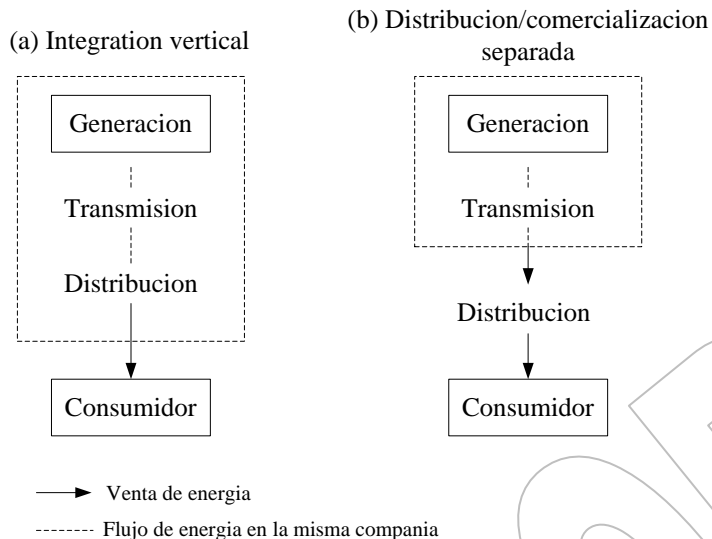 (a) Integration vertical
Generacion
Transmision
Distribucion
Consumidor
(b) Distribucion/comercializacion
separada
Generacion
Transmision
Distribucion
Consumidor
Venta de energia
Flujo de energia en la misma compania